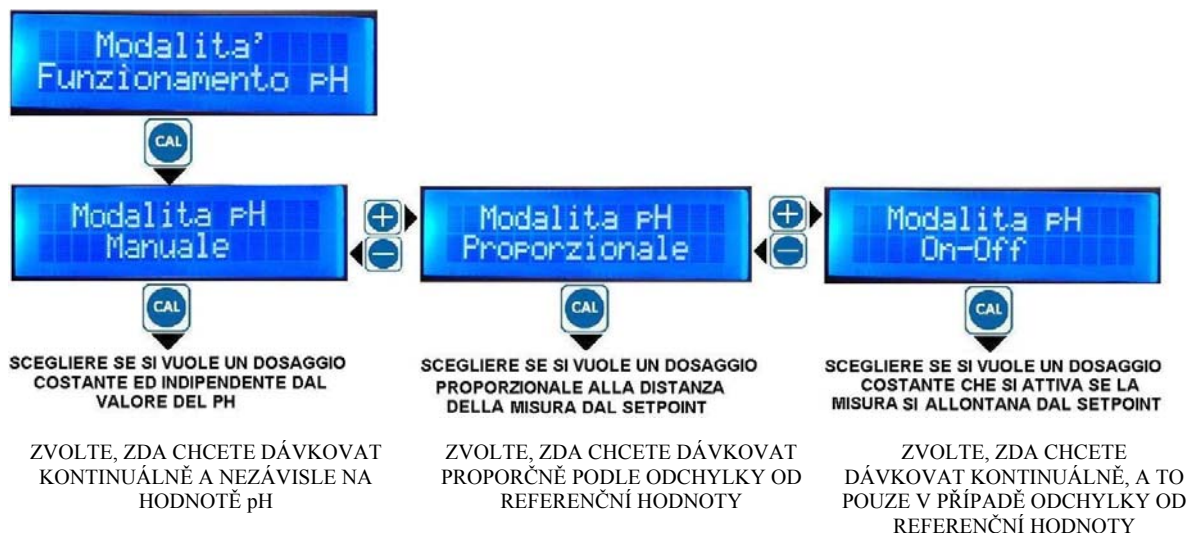 Modalita'
Funzionamento pH
CAL
Modalita pH
Manuale
+
-
Modalita pH
Proporzionale
+
-
Modalita pH
On-Off
CAL
CAL
CAL
SCEGLIERE SE SI VUOLE UN DOSAGGIO
COSTANTE ED INDIPENDENTE DAL
VALORE DEL PH
SCEGLIERE SE SI VUOLE UN DOSAGGIO
PROPORZIONALE ALLA DISTANZA
DELLA MISURA DAL SETPOINT
SCEGLIERE SE SI VUOLE UN DOSAGGIO
COSTANTE CHE SI ATTIVA SE LA
MISURA SI ALLONTANA DAL SETPOINT
ZVOLTE, ZDA CHCETE DÁVKOVAT
KONTINUÁLNĚ A NEZÁVISLE NA
HODNOTĚ pH
ZVOLTE, ZDA CHCETE DÁVKOVAT
PROPORČNĚ PODLE ODCHYLKY OD
REFERENČNÍ HODNOTY
ZVOLTE, ZDA CHCETE
DÁVKOVAT KONTINUÁLNĚ, A TO
POUZE V PŘÍPADĚ ODCHYLKY OD
REFERENČNÍ HODNOTY